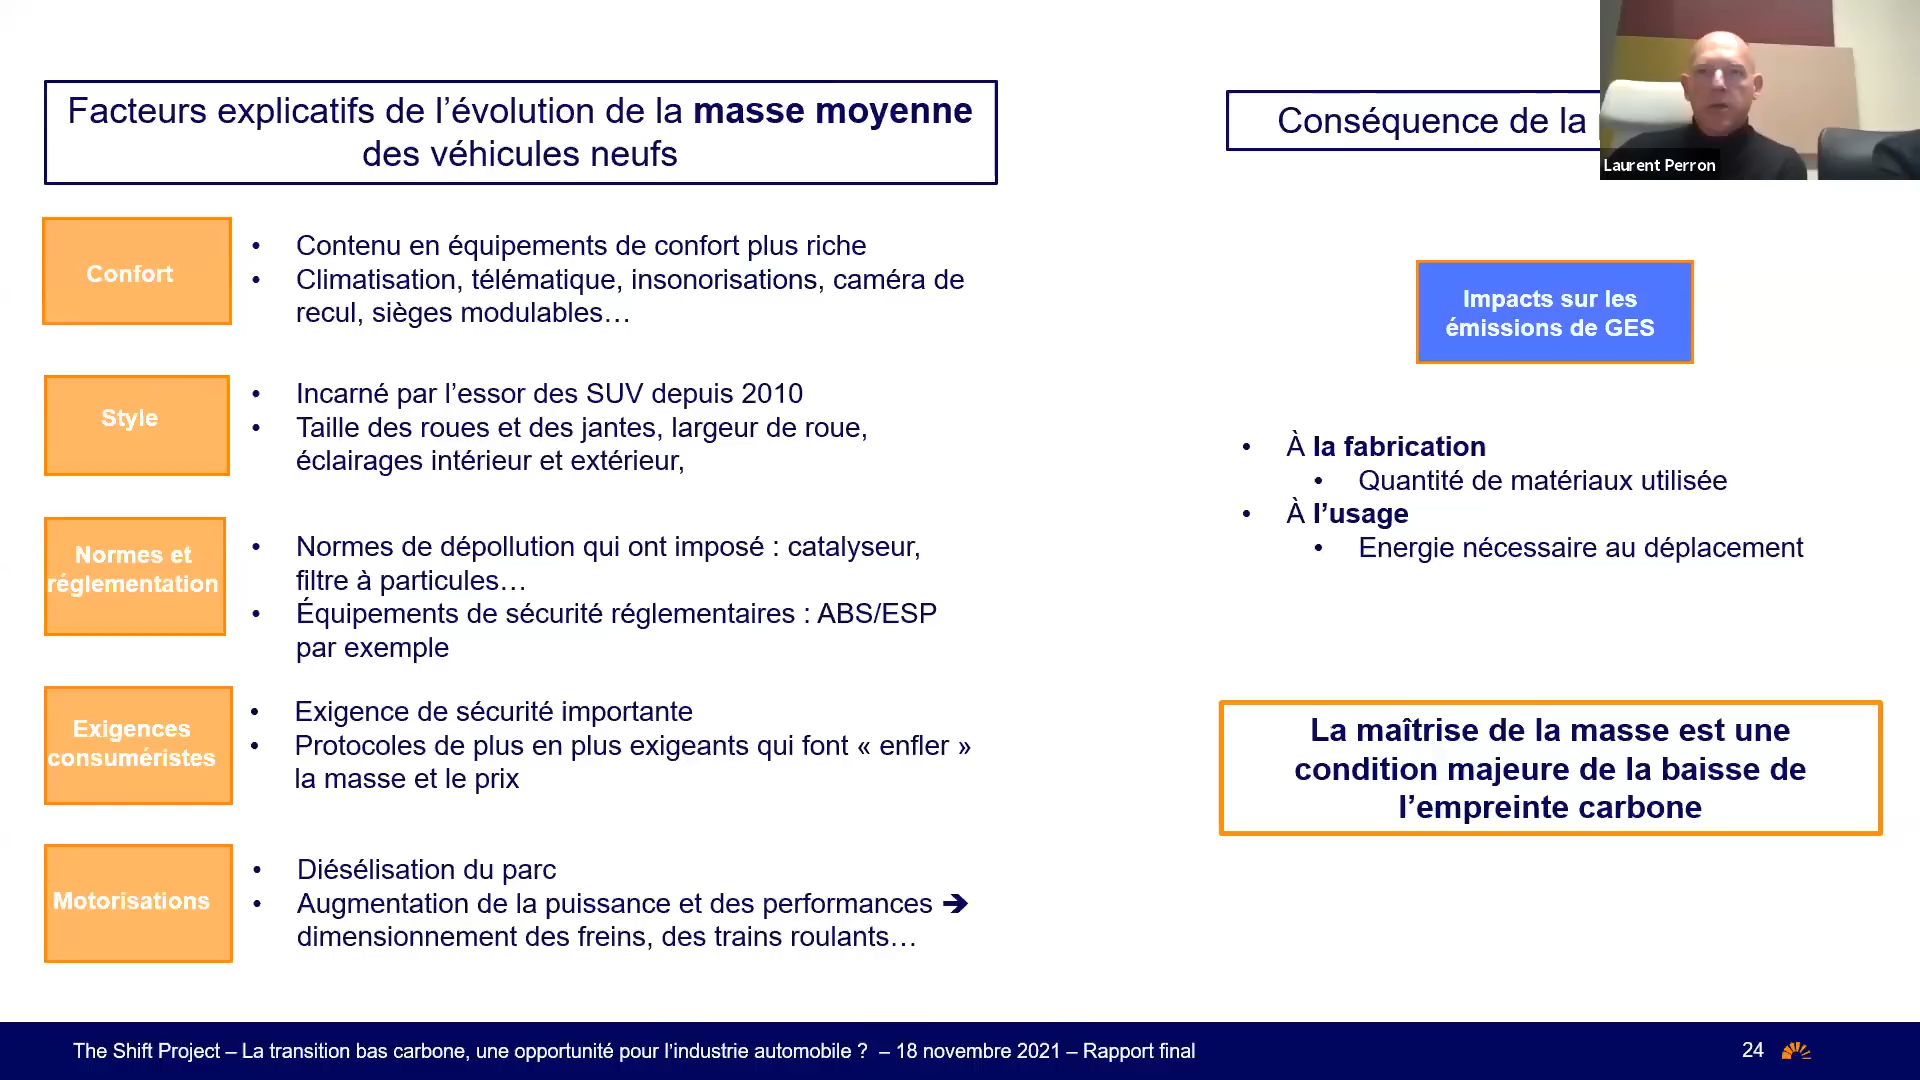 Facteurs explicatifs de l’évolution de la masse moyenne
des véhicules neufs
Confort
• Contenu en équipements de confort plus riche
• Climatisation, télématique, insonorisations, caméra de
recul, sièges modulables…
Style
• Incarné par l’essor des SUV depuis 2010
• Taille des roues et des jantes, largeur de roue,
éclairages intérieur et extérieur,
Normes et
réglementation
• Normes de dépollution qui ont imposé : catalyseur,
filtre à particules…
• Équipements de sécurité réglementaires : ABS/ESP
par exemple
Exigences
consuméristes
• Exigence de sécurité importante
• Protocoles de plus en plus exigeants qui font « enfler »
la masse et le prix
Motorisations
• Diésélisation du parc
• Augmentation de la puissance et des performances ➔
dimensionnement des freins, des trains roulants…
Conséquence de la
Laurent Perron
Impacts sur les
émissions de GES
• À la fabrication
• Quantité de matériaux utilisée
• À l’usage
• Energie nécessaire au déplacement
La maîtrise de la masse est une
condition majeure de la baisse de
l’empreinte carbone
The Shift Project – La transition bas carbone, une opportunité pour l’industrie automobile ? – 18 novembre 2021 – Rapport final
24